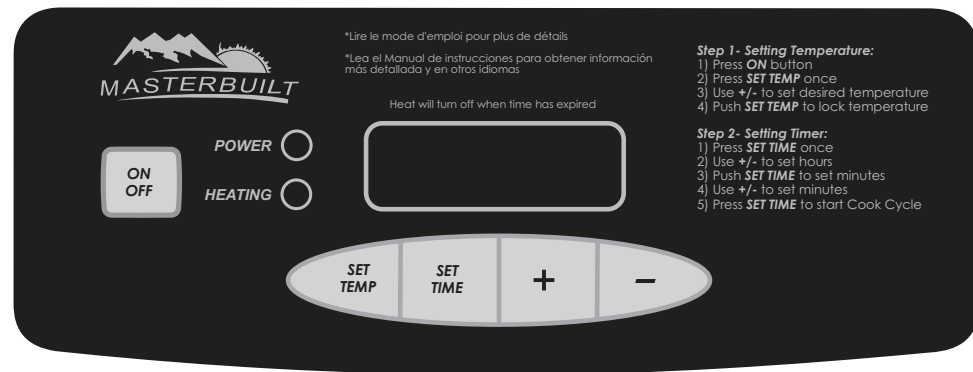 MASTERBUILT
*Lire le mode d'emploi pour plus de détails
*Lea el Manual de instrucciones para obtener información
más detallada y en otros idiomas
Heat will turn off when time has expired
POWER
HEATING
ON
OFF
SET
TEMP
SET
TIME
+
−
Step 1- Setting Temperature:
1) Press ON button
2) Press SET TEMP once
3) Use +/- to set desired temperature
4) Push SET TEMP to lock temperature
Step 2- Setting Timer:
1) Press SET TIME once
2) Use +/- to set hours
3) Push SET TIME to set minutes
4) Use +/- to set minutes
5) Press SET TIME to start Cook Cycle